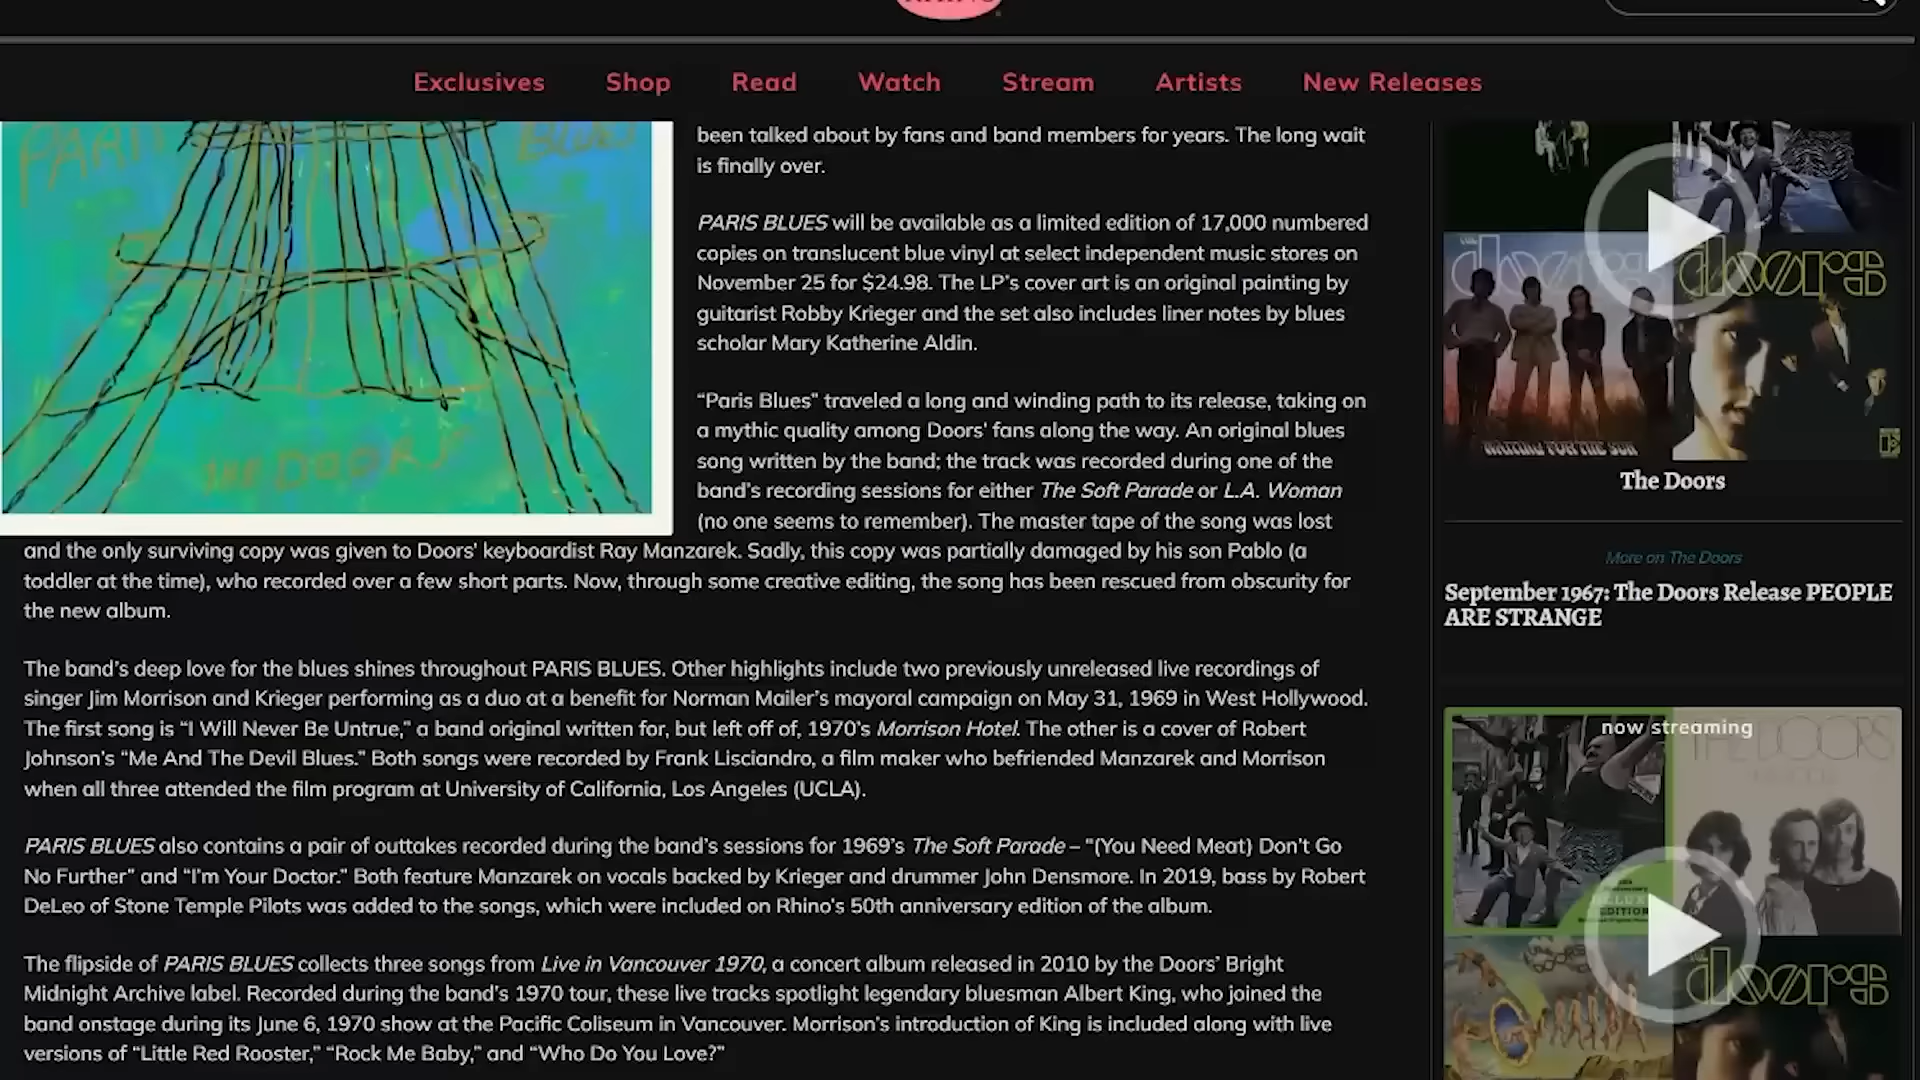 Exclusives Shop Read Watch Stream Artists New Releases
PARIS BLUES
THE DOORS
been talked about by fans and band members for years. The long wait
is finally over.
PARIS BLUES will be available as a limited edition of 17,000 numbered
copies on translucent blue vinyl at select independent music stores on
November 25 for $24.98. The LP’s cover art is an original painting by
guitarist Robby Krieger and the set also includes liner notes by blues
scholar Mary Katherine Aldin.
“Paris Blues” traveled a long and winding path to its release, taking on
a mythic quality among Doors’ fans along the way. An original blues
song written by the band; the track was recorded during one of the
band’s recording sessions for either The Soft Parade or L.A. Woman
(no one seems to remember). The master tape of the song was lost
and the only surviving copy was given to Doors’ keyboardist Ray Manzarek. Sadly, this copy was partially damaged by his son Pablo (a
toddler at the time), who recorded over a few short parts. Now, through some creative editing, the song has been rescued from obscurity for
the new album.
The band’s deep love for the blues shines throughout PARIS BLUES. Other highlights include two previously unreleased live recordings of
singer Jim Morrison and Krieger performing as a duo at a benefit for Norman Mailer’s mayoral campaign on May 31, 1969 in West Hollywood.
The first song is “I Will Never Be Untrue,” a band original written for, but left off of, 1970’s Morrison Hotel. The other is a cover of Robert
Johnson’s “Me And The Devil Blues.” Both songs were recorded by Frank Lisciandro, a film maker who befriended Manzarek and Morrison
when all three attended the film program at University of California, Los Angeles (UCLA).
PARIS BLUES also contains a pair of outtakes recorded during the band’s sessions for 1969’s The Soft Parade – “(You Need Meat) Don’t Go
No Further” and “I’m Your Doctor.” Both feature Manzarek on vocals backed by Krieger and drummer John Densmore. In 2019, bass by Robert
DeLeo of Stone Temple Pilots was added to the songs, which were included on Rhino’s 50th anniversary edition of the album.
The flipside of PARIS BLUES collects three songs from Live in Vancouver 1970, a concert album released in 2010 by the Doors’ Bright
Midnight Archive label. Recorded during the band’s 1970 tour, these live tracks spotlight legendary bluesman Albert King, who joined the
band onstage during its June 6, 1970 show at the Pacific Coliseum in Vancouver. Morrison’s introduction of King is included along with live
versions of “Little Red Rooster,” “Rock Me Baby,” and “Who Do You Love?”
THE doors
doors
WAITING FOR THE SUN
The Doors
More on The Doors
September 1967: The Doors Release PEOPLE
ARE STRANGE
now streaming
THE DOORS
DELUXE
EDITION
doors